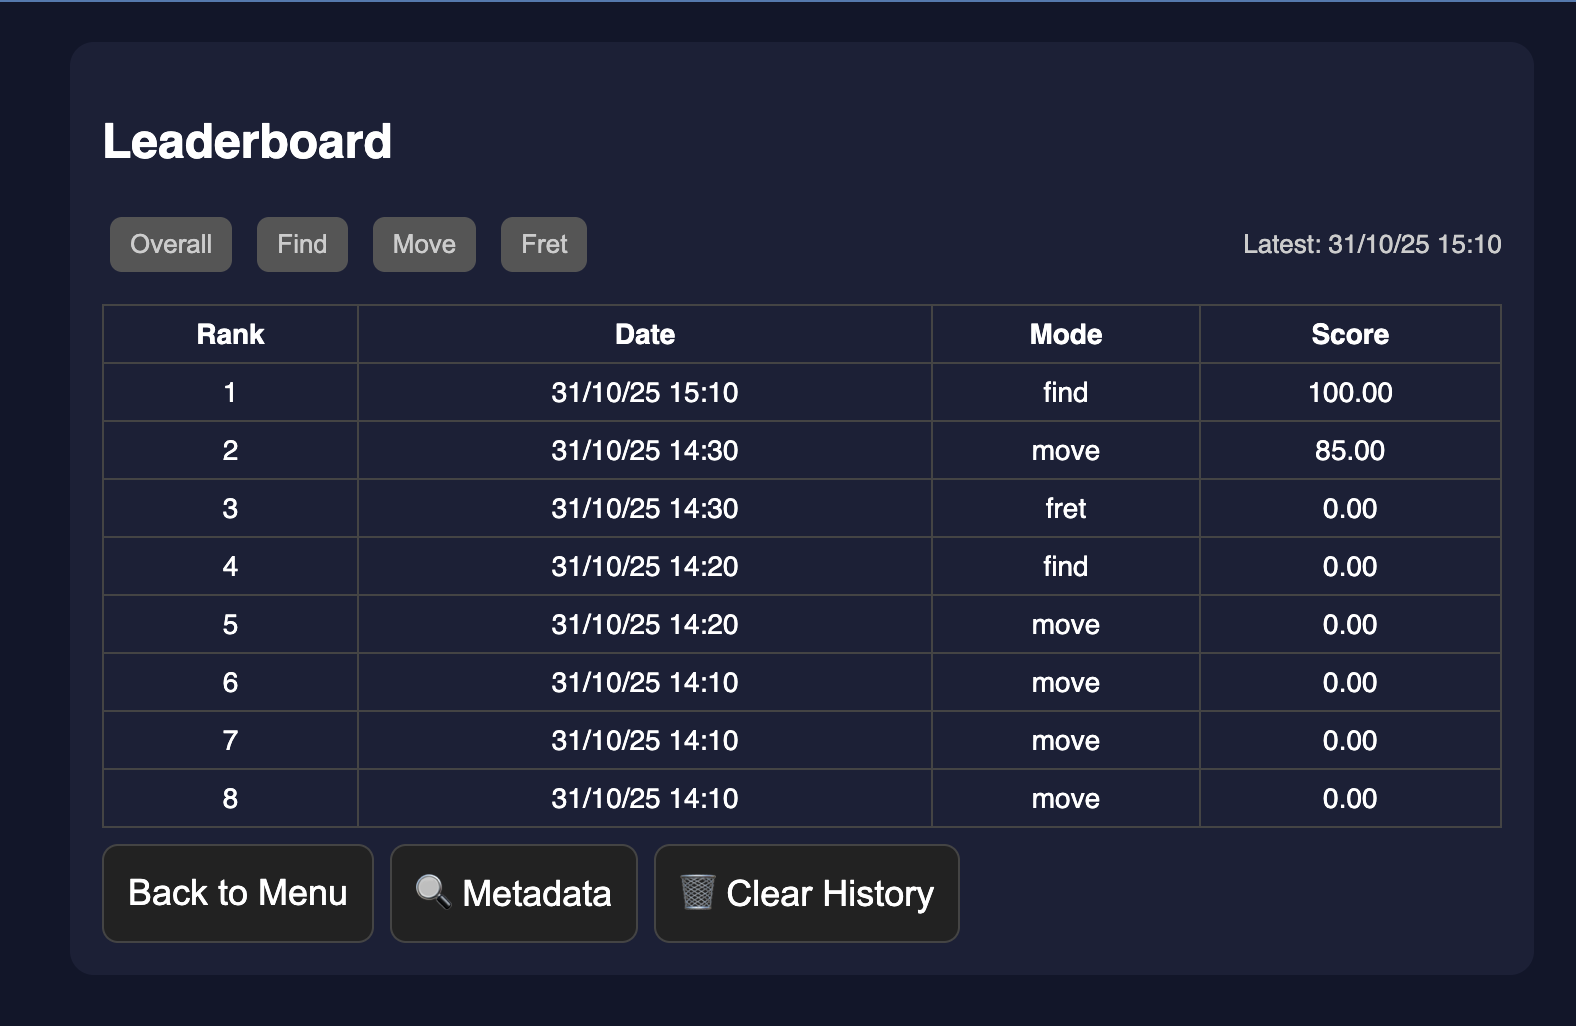 Leaderboard
Overall Find Move Fret Latest: 31/10/25 15:10
Rank Date Mode Score
1 31/10/25 15:10 find 100.00
2 31/10/25 14:30 move 85.00
3 31/10/25 14:30 fret 0.00
4 31/10/25 14:20 find 0.00
5 31/10/25 14:20 move 0.00
6 31/10/25 14:10 move 0.00
7 31/10/25 14:10 move 0.00
8 31/10/25 14:10 move 0.00
Back to Menu 🔍 Metadata 🗑️ Clear History